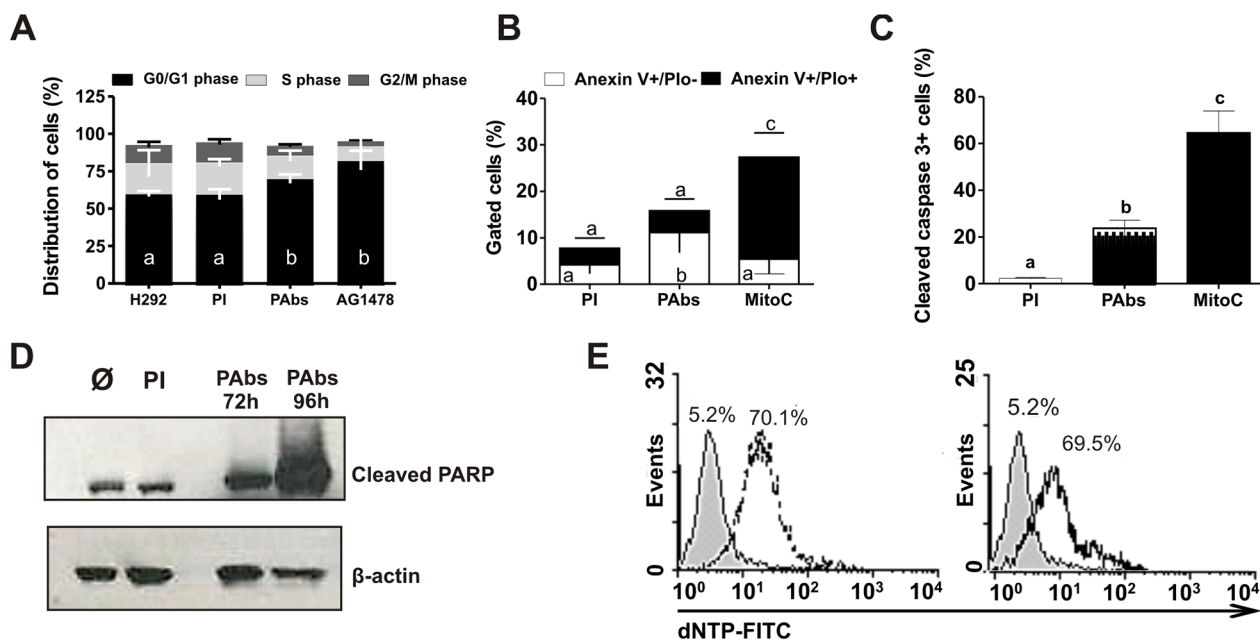 A
G0/G1 phase S phase G2/M phase
Distribution of cells (%)
125
100
75
50
25
0
a a b b
H292 PI PAbs AG1478
B
Anexin V+/PIo- Anexin V+/PIo+
Gated cells (%)
40
30
20
10
0
a a c
a b a
PI PAbs MitoC
C
Cleaved caspase 3+ cells (%)
80
60
40
20
0
a b c
PI PAbs MitoC
D
Ø PI PAbs PAbs
72h 96h
Cleaved PARP
β-actin
E
Events
32
0
5.2% 70.1%
10⁰ 10¹ 10² 10³ 10⁴
Events
25
0
5.2%
69.5%
10⁰ 10¹ 10² 10³ 10⁴
dNTP-FITC